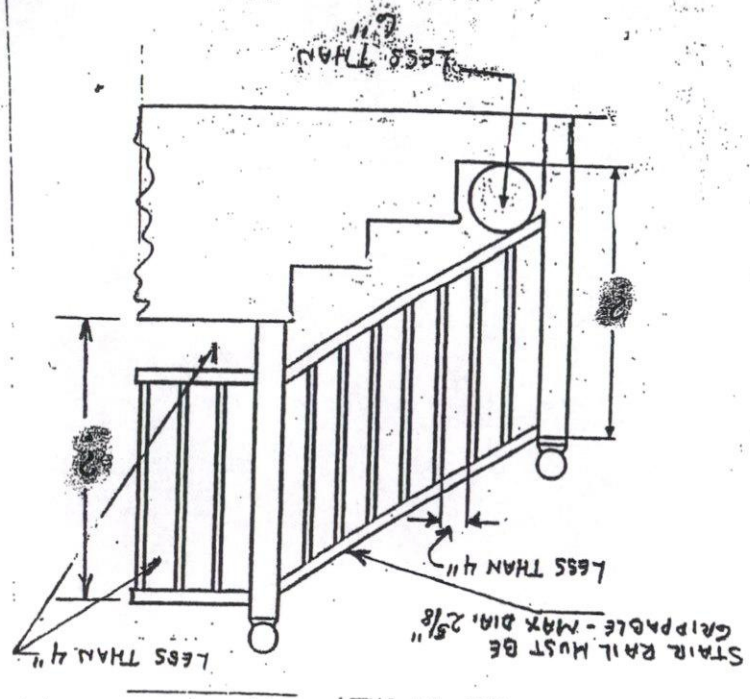 LESS THAN 4"
STAIR RAIL MUST BE
GRIPPABLE - MAX DIA: 2 5/8"
LESS THAN 4"
LESS THAN
6"